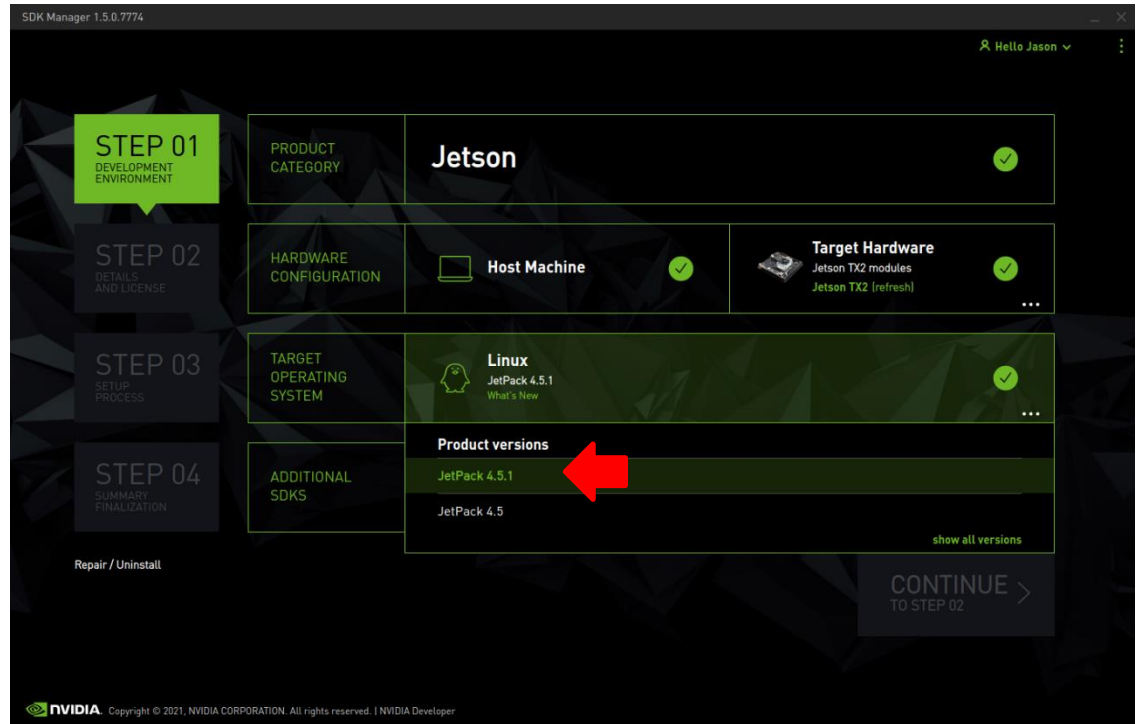 SDK Manager 1.5.0.7774
Hello Jason
STEP 01
DEVELOPMENT
ENVIRONMENT
PRODUCT
CATEGORY
Jetson
STEP 02
DETAILS
AND LICENSE
HARDWARE
CONFIGURATION
Host Machine
Target Hardware
Jetson TX2 modules
Jetson TX2 (refresh)
...
STEP 03
SETUP
PROCESS
TARGET
OPERATING
SYSTEM
Linux
JetPack 4.5.1
What's New
...
Product versions
JetPack 4.5.1
JetPack 4.5
show all versions
STEP 04
SUMMARY
FINALIZATION
ADDITIONAL
SDKS
Repair / Uninstall
CONTINUE >
TO STEP 02
NVIDIA. Copyright © 2021, NVIDIA CORPORATION. All rights reserved. | NVIDIA Developer